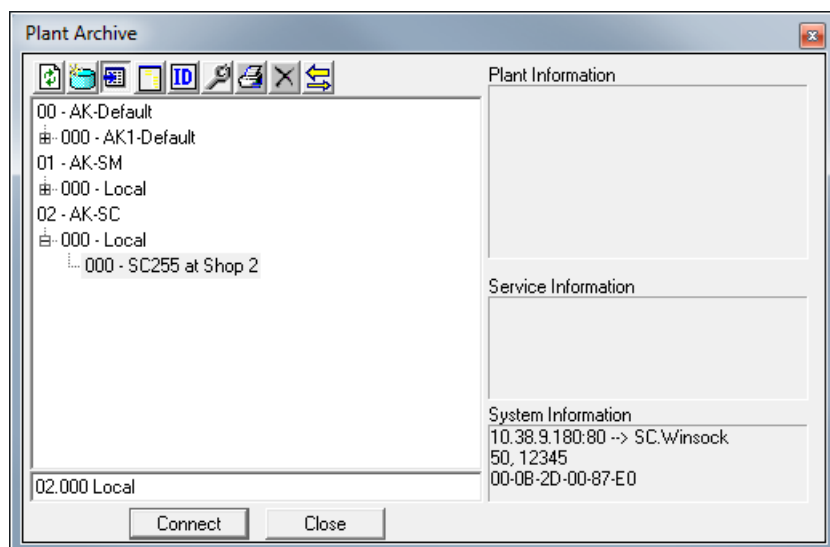 Plant Archive
ID
00 - AK-Default
000 - AK1-Default
01 - AK-SM
000 - Local
02 - AK-SC
000 - Local
000 - SC255 at Shop 2
02.000 Local
Connect
Close
Plant Information
Service Information
System Information
10.38.9.180:80 --> SC.Winsock
50, 12345
00-0B-2D-00-87-E0